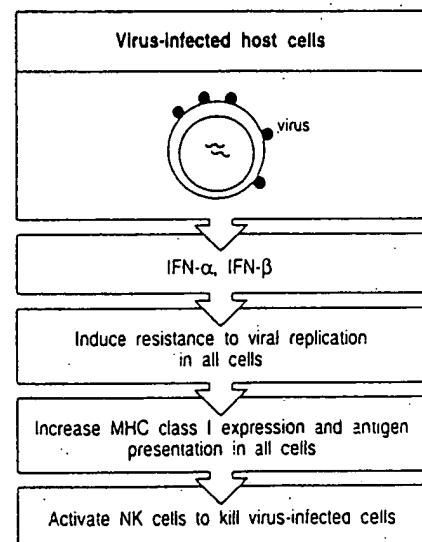 Virus-infected host cells
virus
IFN-α, IFN-β
Induce resistance to viral replication
in all cells
Increase MHC class I expression and antigen
presentation in all cells
Activate NK cells to kill virus-infected cells